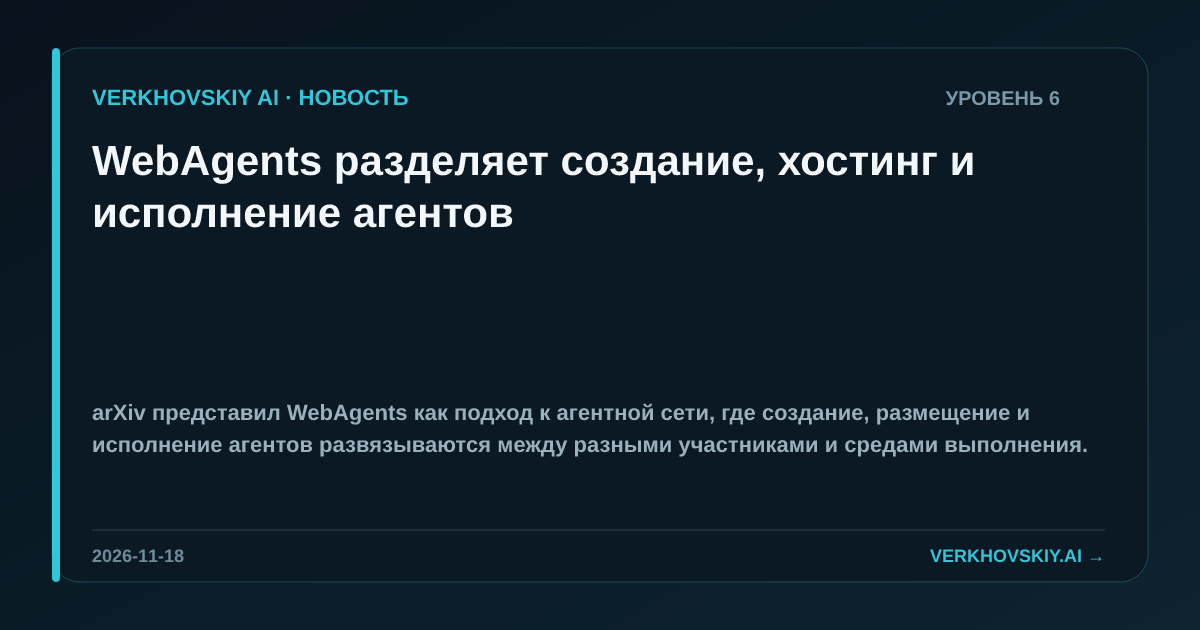 VERKHOVSKIY AI · НОВОСТЬ
УРОВЕНЬ 6
WebAgents разделяет создание, хостинг и
исполнение агентов
arXiv представил WebAgents как подход к агентной сети, где создание, размещение и
исполнение агентов развязываются между разными участниками и средами выполнения.
2026-11-18
VERKHOVSKIY.AI →